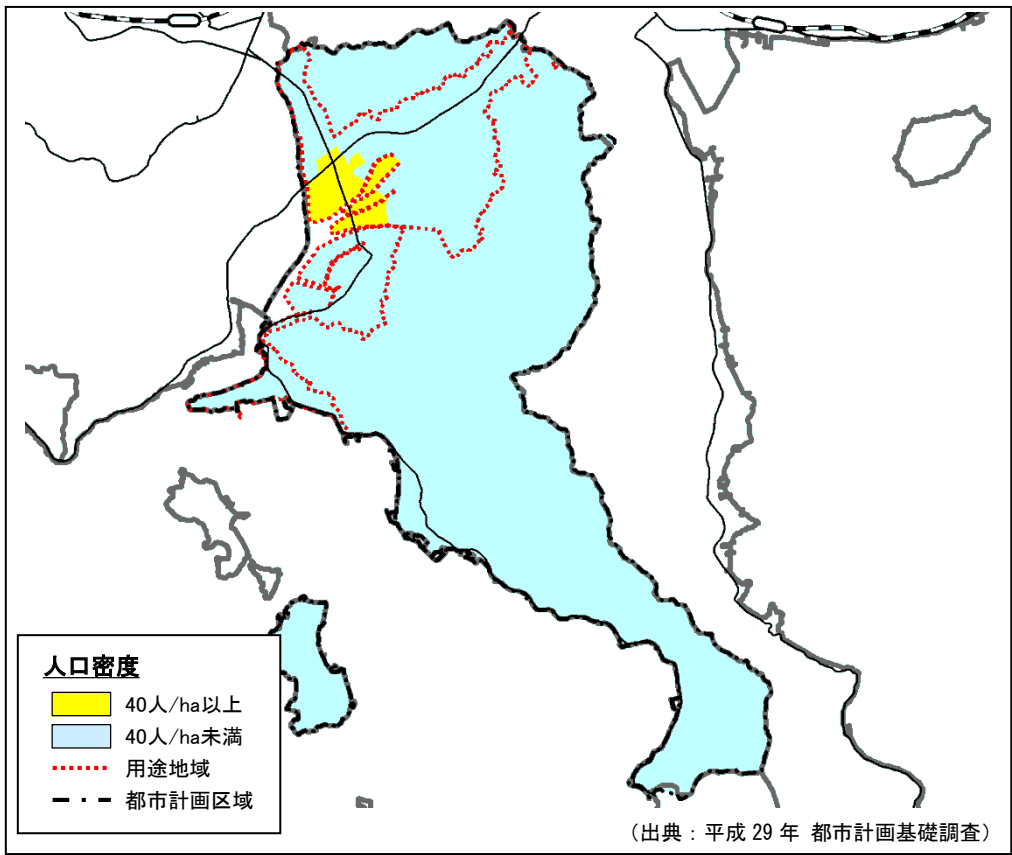 人口密度
40人/ha以上
40人/ha未満
用途地域
都市計画区域
（出典：平成 29 年 都市計画基礎調査）